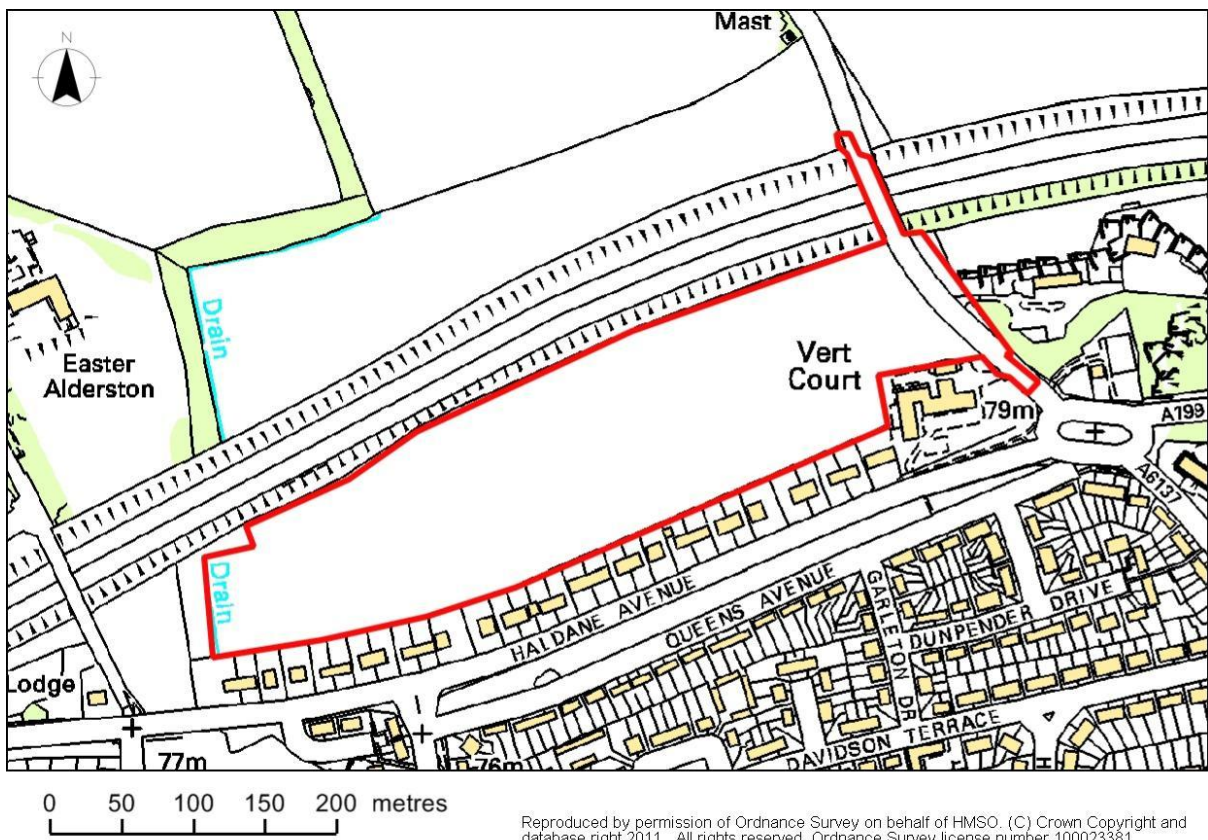 N
Mast
Drain
Easter
Alderston
Vert
Court
79m
A199
A6137
Drain
HALDANE AVENUE
QUEENS AVENUE
GARLETON DR
DUNPENDER DRIVE
DAVIDSON TERRACE
Lodge
77m
76m
H
0 50 100 150 200 metres
Reproduced by permission of Ordnance Survey on behalf of HMSO. (C) Crown Copyright and
database right 2011. All rights reserved. Ordnance Survey license number 100023381